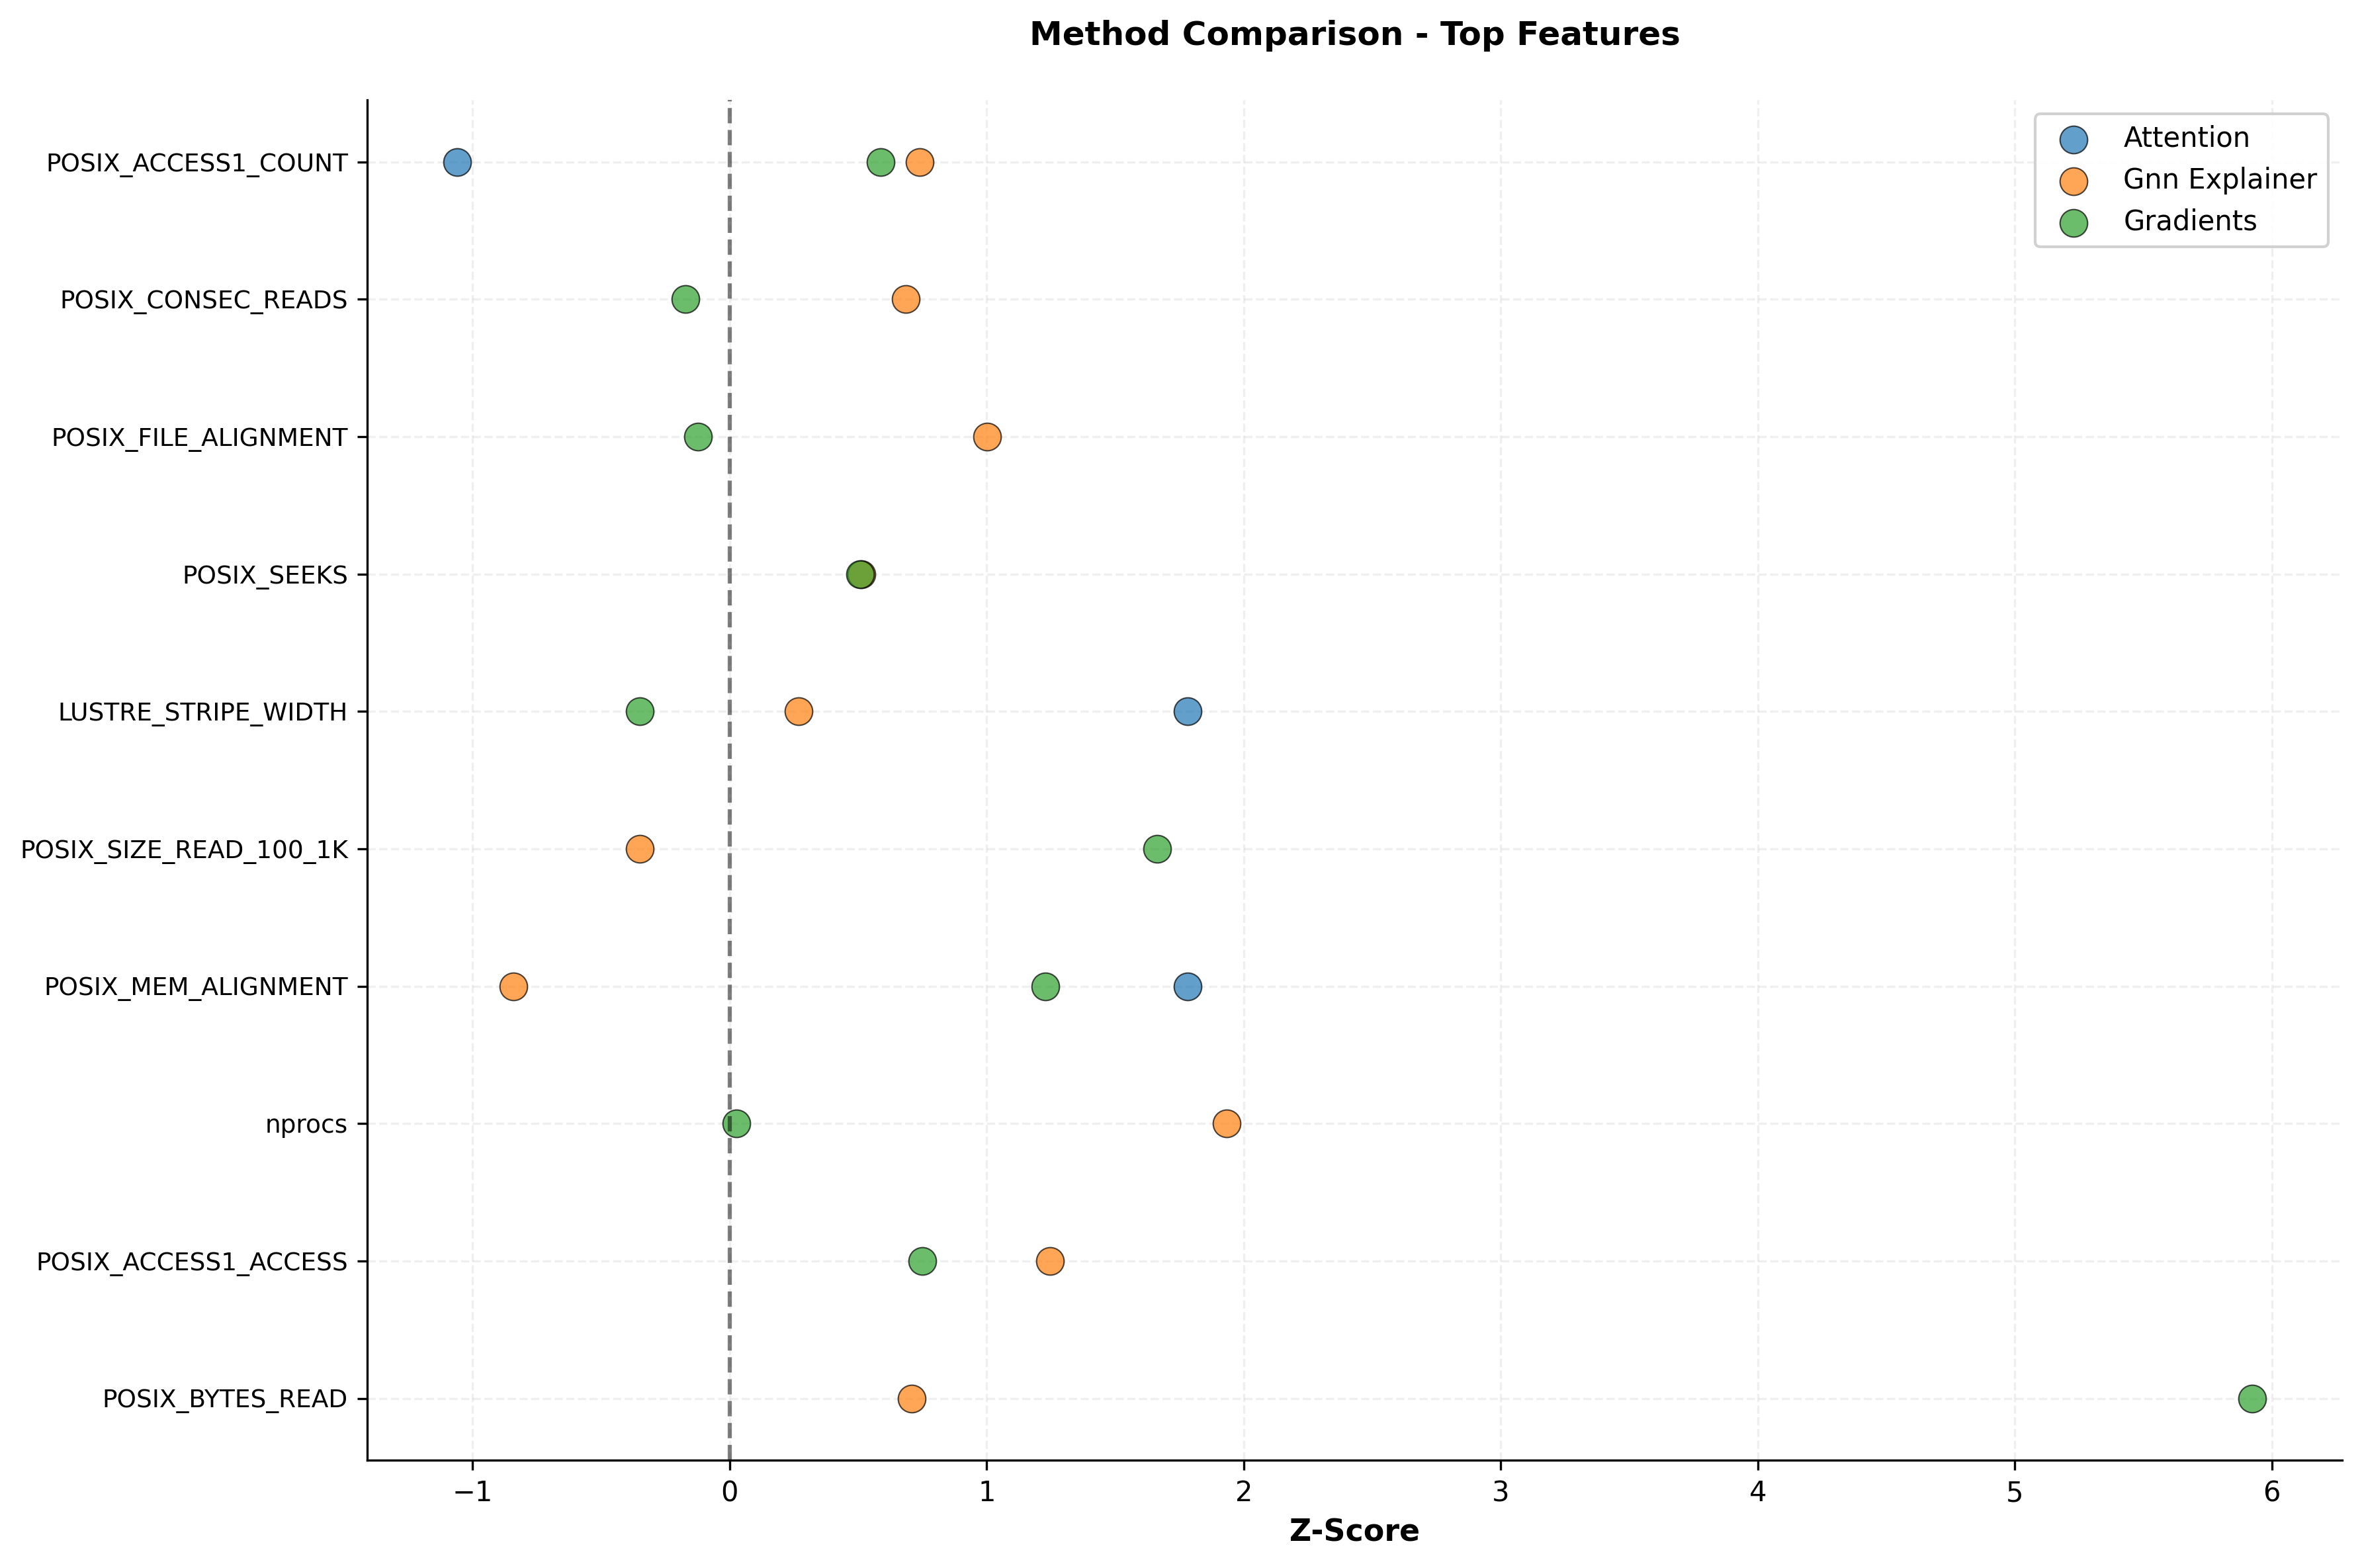 Method Comparison - Top Features
POSIX_ACCESS1_COUNT
POSIX_CONSEC_READS
POSIX_FILE_ALIGNMENT
POSIX_SEEKS
LUSTRE_STRIPE_WIDTH
POSIX_SIZE_READ_100_1K
POSIX_MEM_ALIGNMENT
nprocs
POSIX_ACCESS1_ACCESS
POSIX_BYTES_READ
Attention
Gnn Explainer
Gradients
−1 0 1 2 3 4 5 6
Z-Score